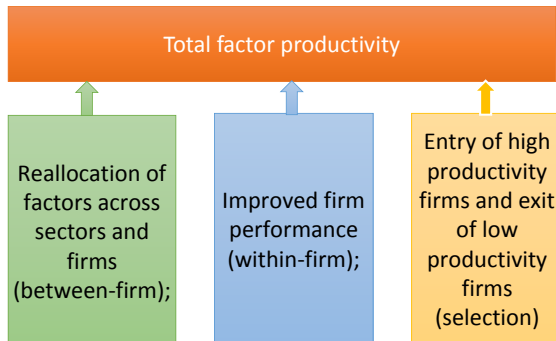 Total factor productivity
Reallocation of
factors across
sectors and
firms
(between-firm);
Improved firm
performance
(within-firm);
Entry of high
productivity
firms and exit
of low
productivity
firms
(selection)